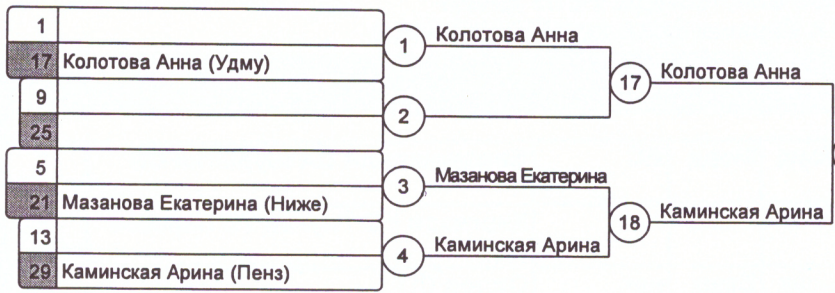 1
17 Колотова Анна (Удму)
9
25
5
21 Мазанова Екатерина (Ниже)
13
29 Каминская Арина (Пенз)
1
2
3
4
Колотова Анна
Мазанова Екатерина
Каминская Арина
17
18
Колотова Анна
Каминская Арина